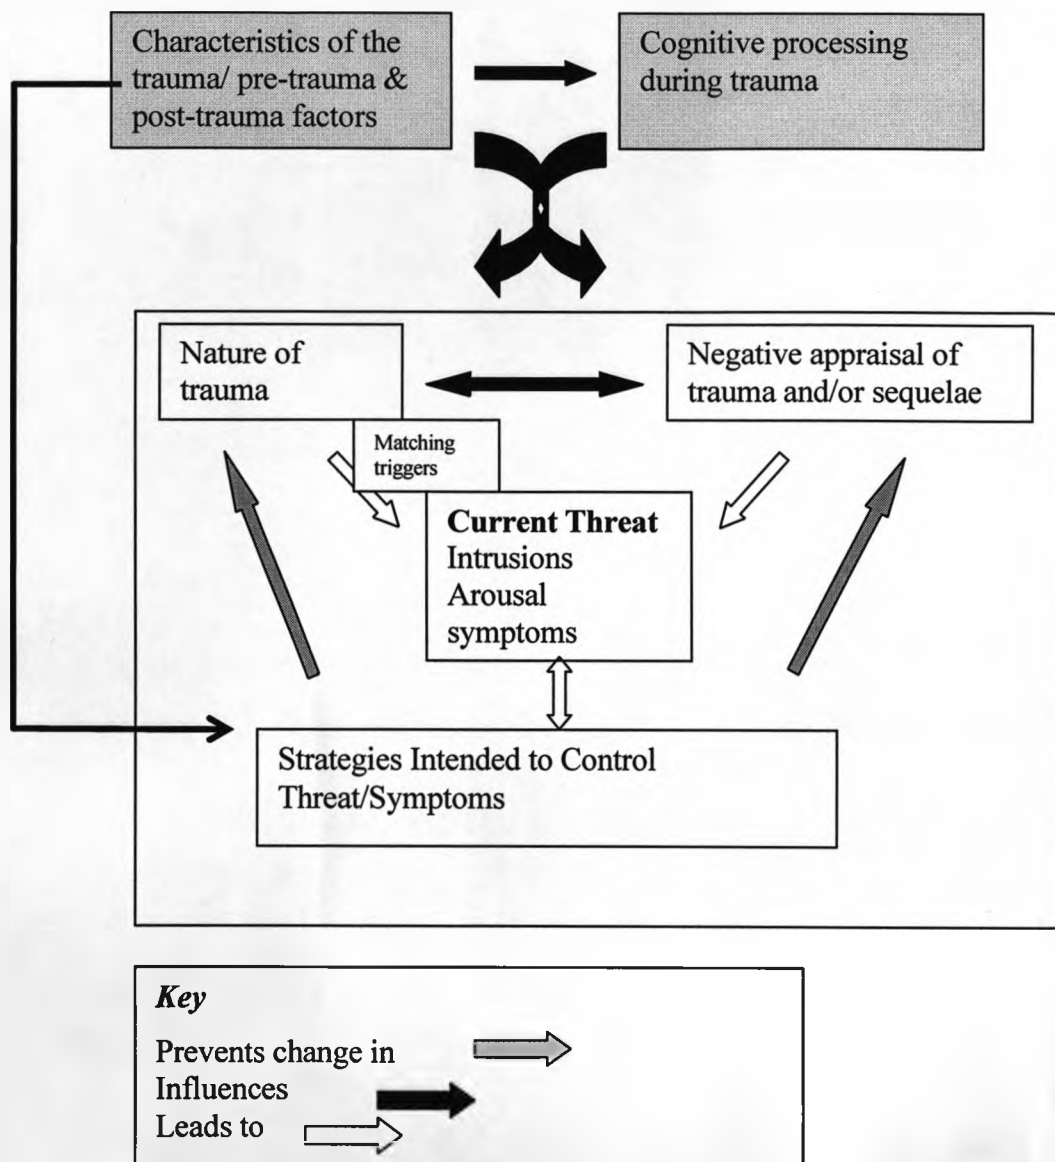 Characteristics of the
trauma/ pre-trauma &
post-trauma factors
Cognitive processing
during trauma
Nature of
trauma
Negative appraisal of
trauma and/or sequelae
Matching
triggers
Current Threat
Intrusions
Arousal
symptoms
Strategies Intended to Control
Threat/Symptoms
Key
Prevents change in
Influences
Leads to